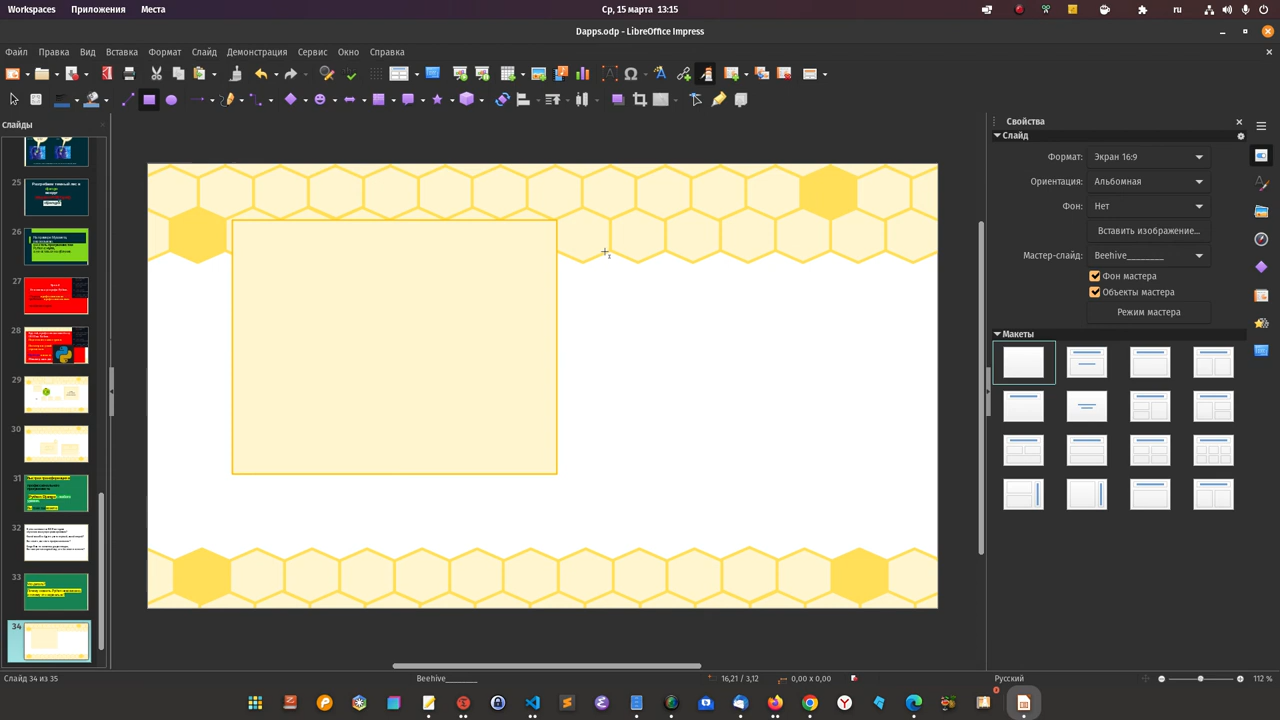 Workspaces Приложения Места Ср, 15 марта 13:15 ru
Dapps.odp - LibreOffice Impress
Файл Правка Вид Вставка Формат Слайд Демонстрация Сервис Окно Справка
Слайды
25
26
27
28
29
30
31
32
33
34
Свойства
Слайд
Формат: Экран 16:9
Ориентация: Альбомная
Фон: Нет
Вставить изображение...
Мастер-слайд: Beehive________
Фон мастера
Объекты мастера
Режим мастера
Макеты
Слайд 34 из 35 Beehive_______ 16,21 / 3,12 0,00 x 0,00 Русский 112 %